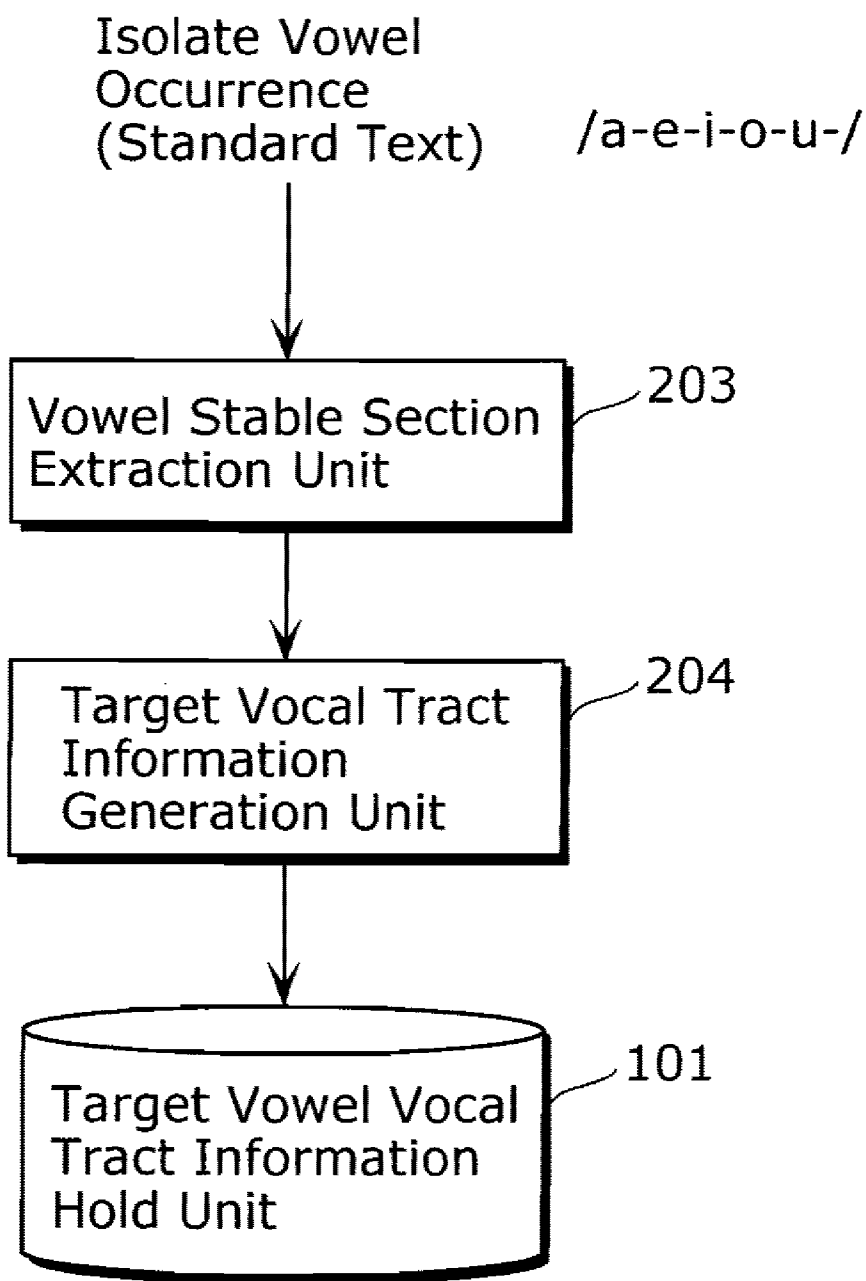 Isolate Vowel
Occurrence
(Standard Text)
/a-e-i-o-u-/
203
Vowel Stable Section
Extraction Unit
204
Target Vocal Tract
Information
Generation Unit
101
Target Vowel Vocal
Tract Information
Hold Unit